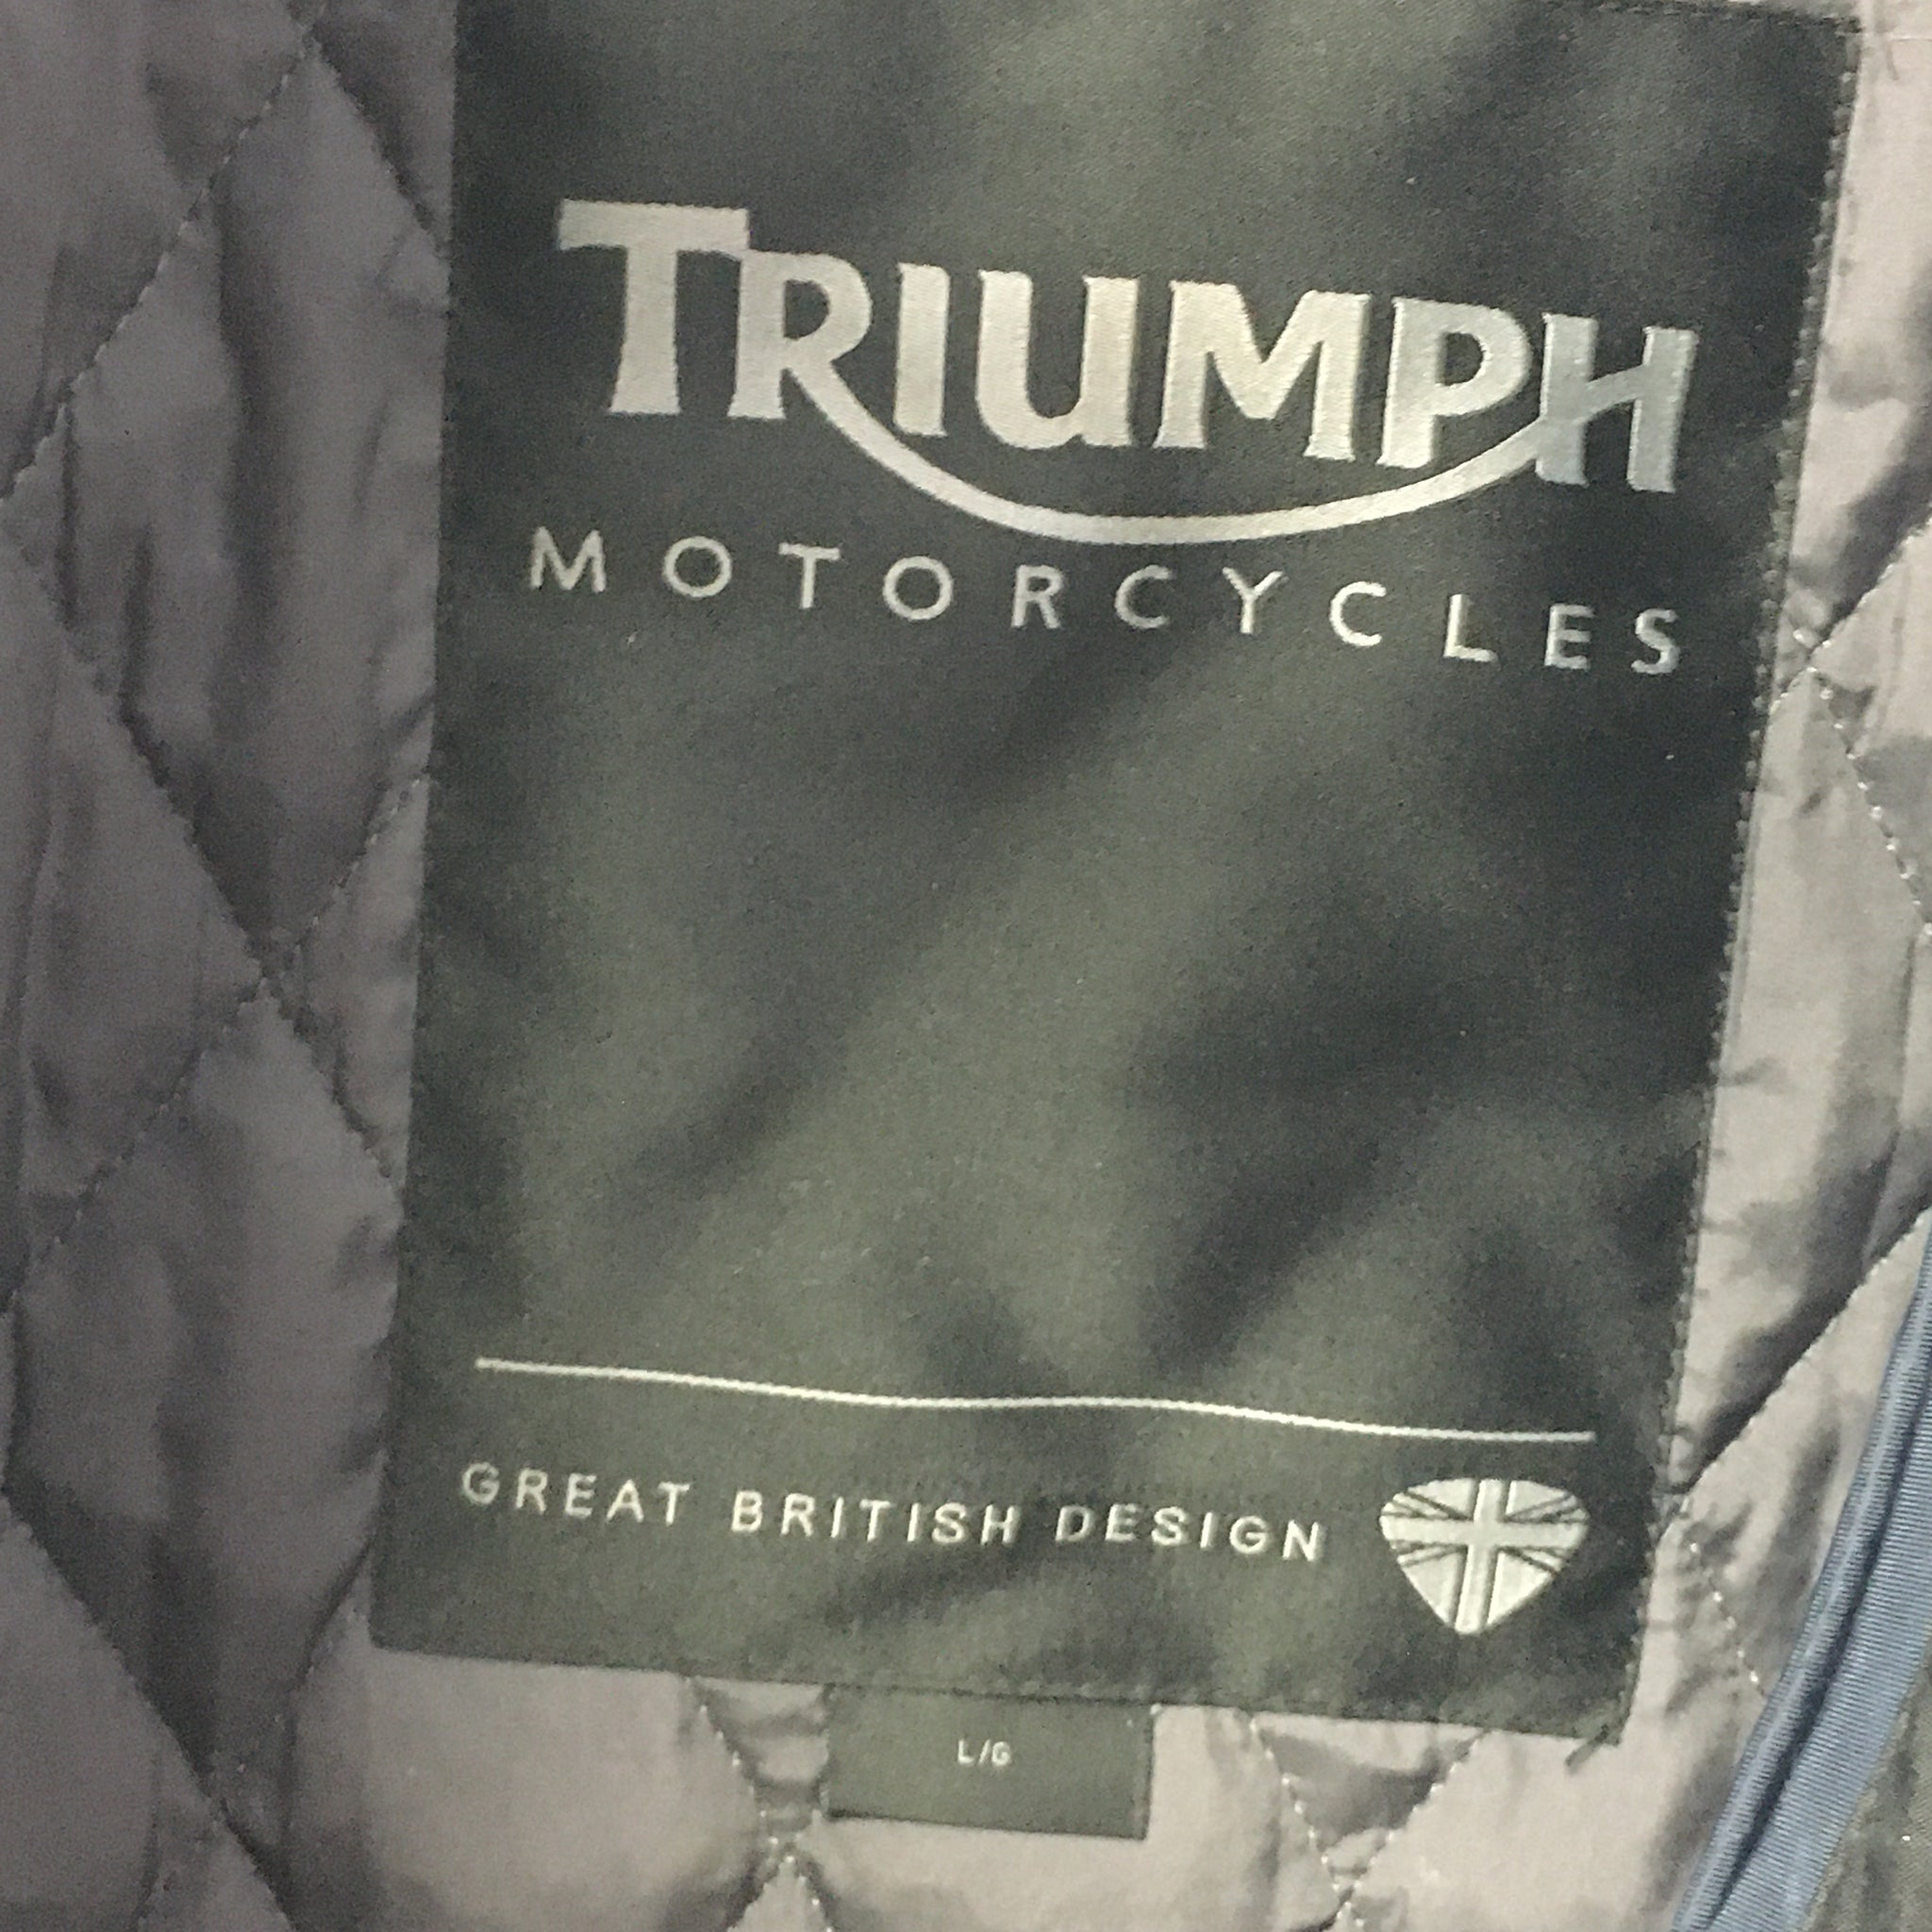 TRIUMPH
MOTORCYCLES
GREAT BRITISH DESIGN
L/G